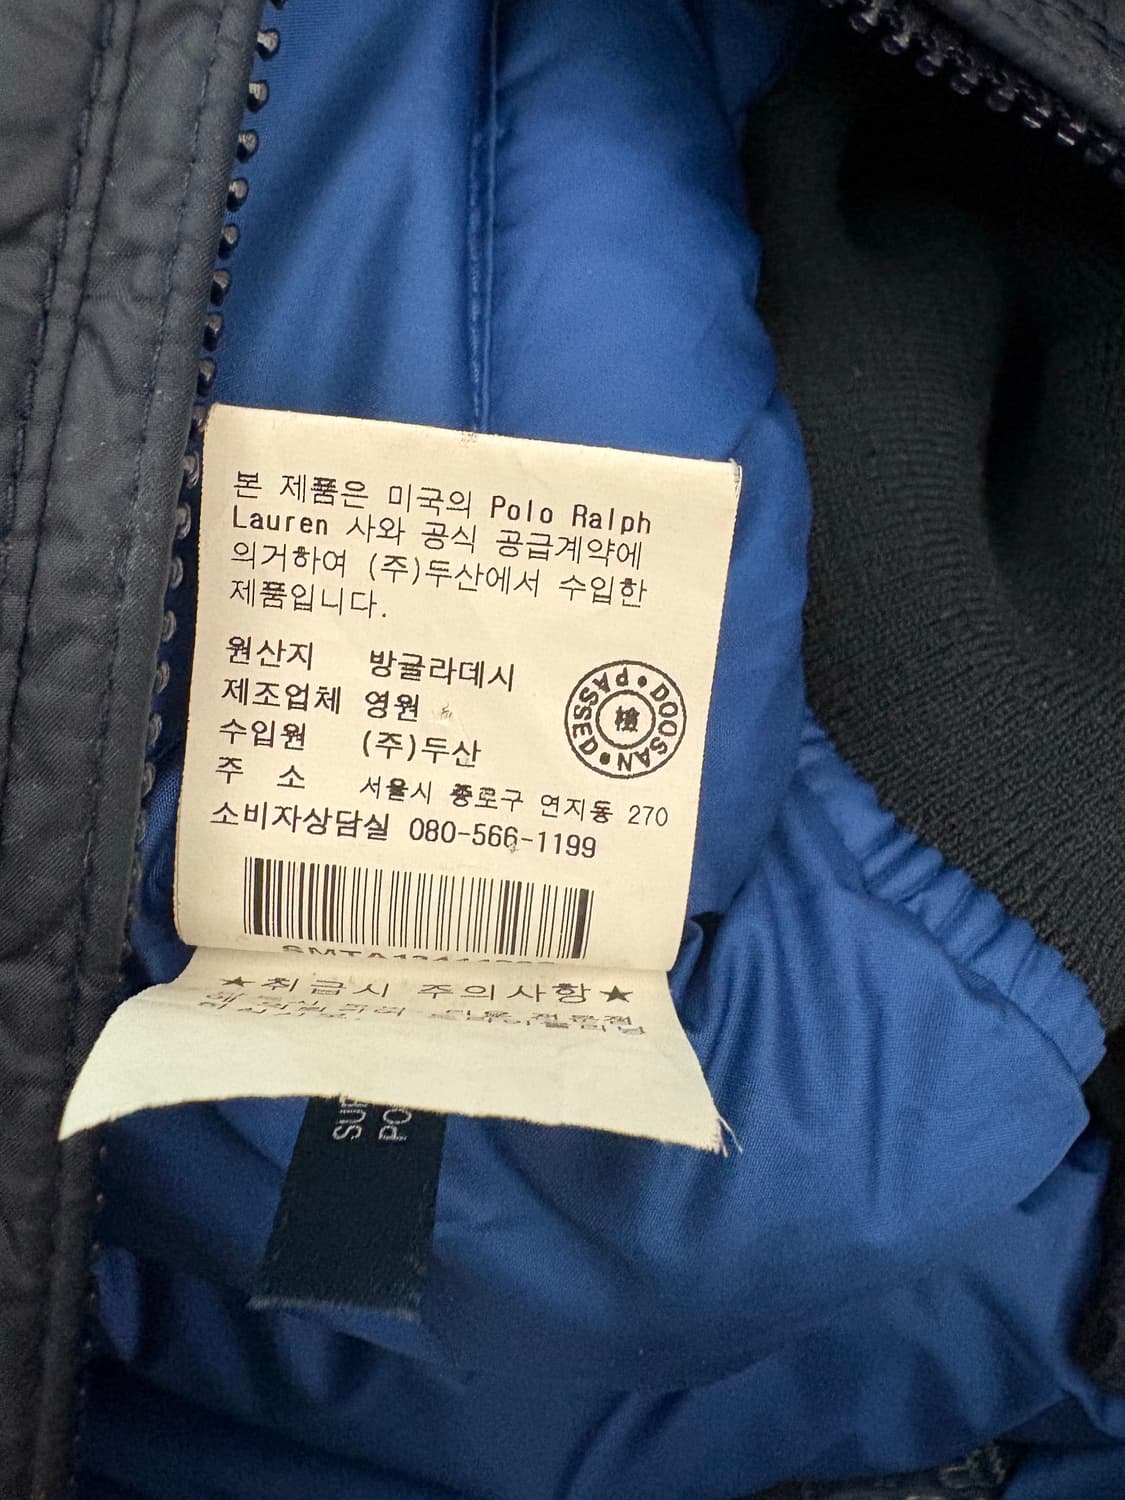 본 제품은 미국의 Polo Ralph
Lauren 사와 공식 공급계약에
의거하여 (주)두산에서 수입한
제품입니다.
원산지 방글라데시
제조업체 영원
수입원 (주)두산
주 소 서울시 종로구 연지동 270
소비자상담실 080-566-1199
DOOSAN • PASSED •
檢
★취급시 주의사항★